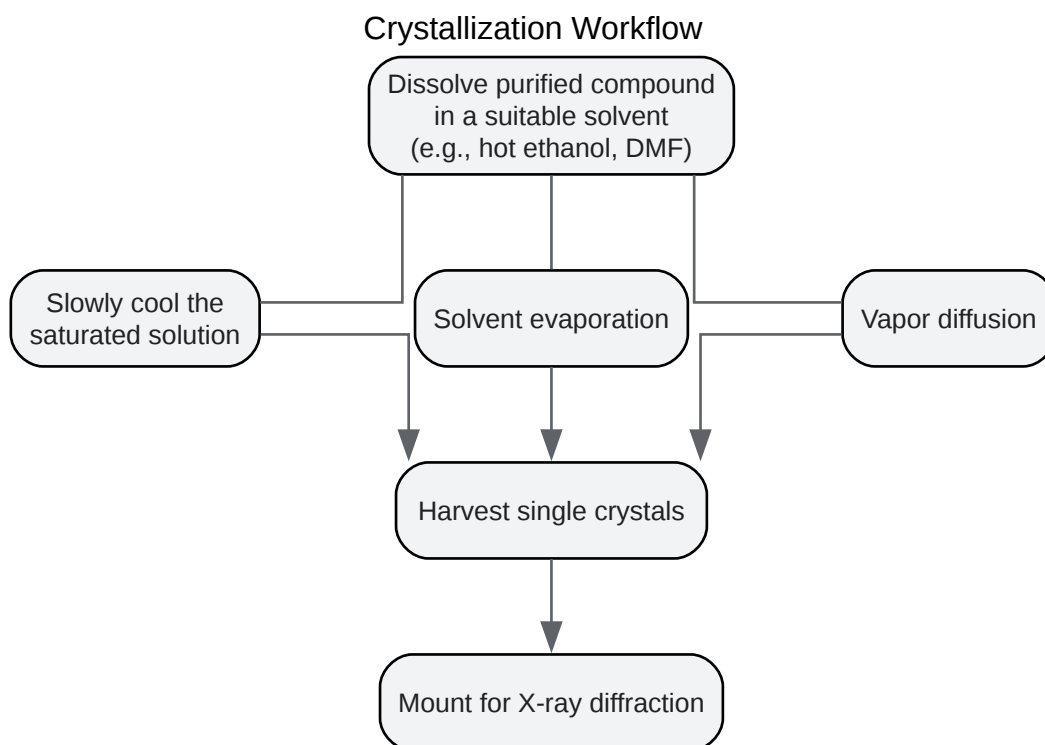 Crystallization Workflow
Dissolve purified compound
in a suitable solvent
(e.g., hot ethanol, DMF)
Slowly cool the
saturated solution
Solvent evaporation
Vapor diffusion
Harvest single crystals
Mount for X-ray diffraction